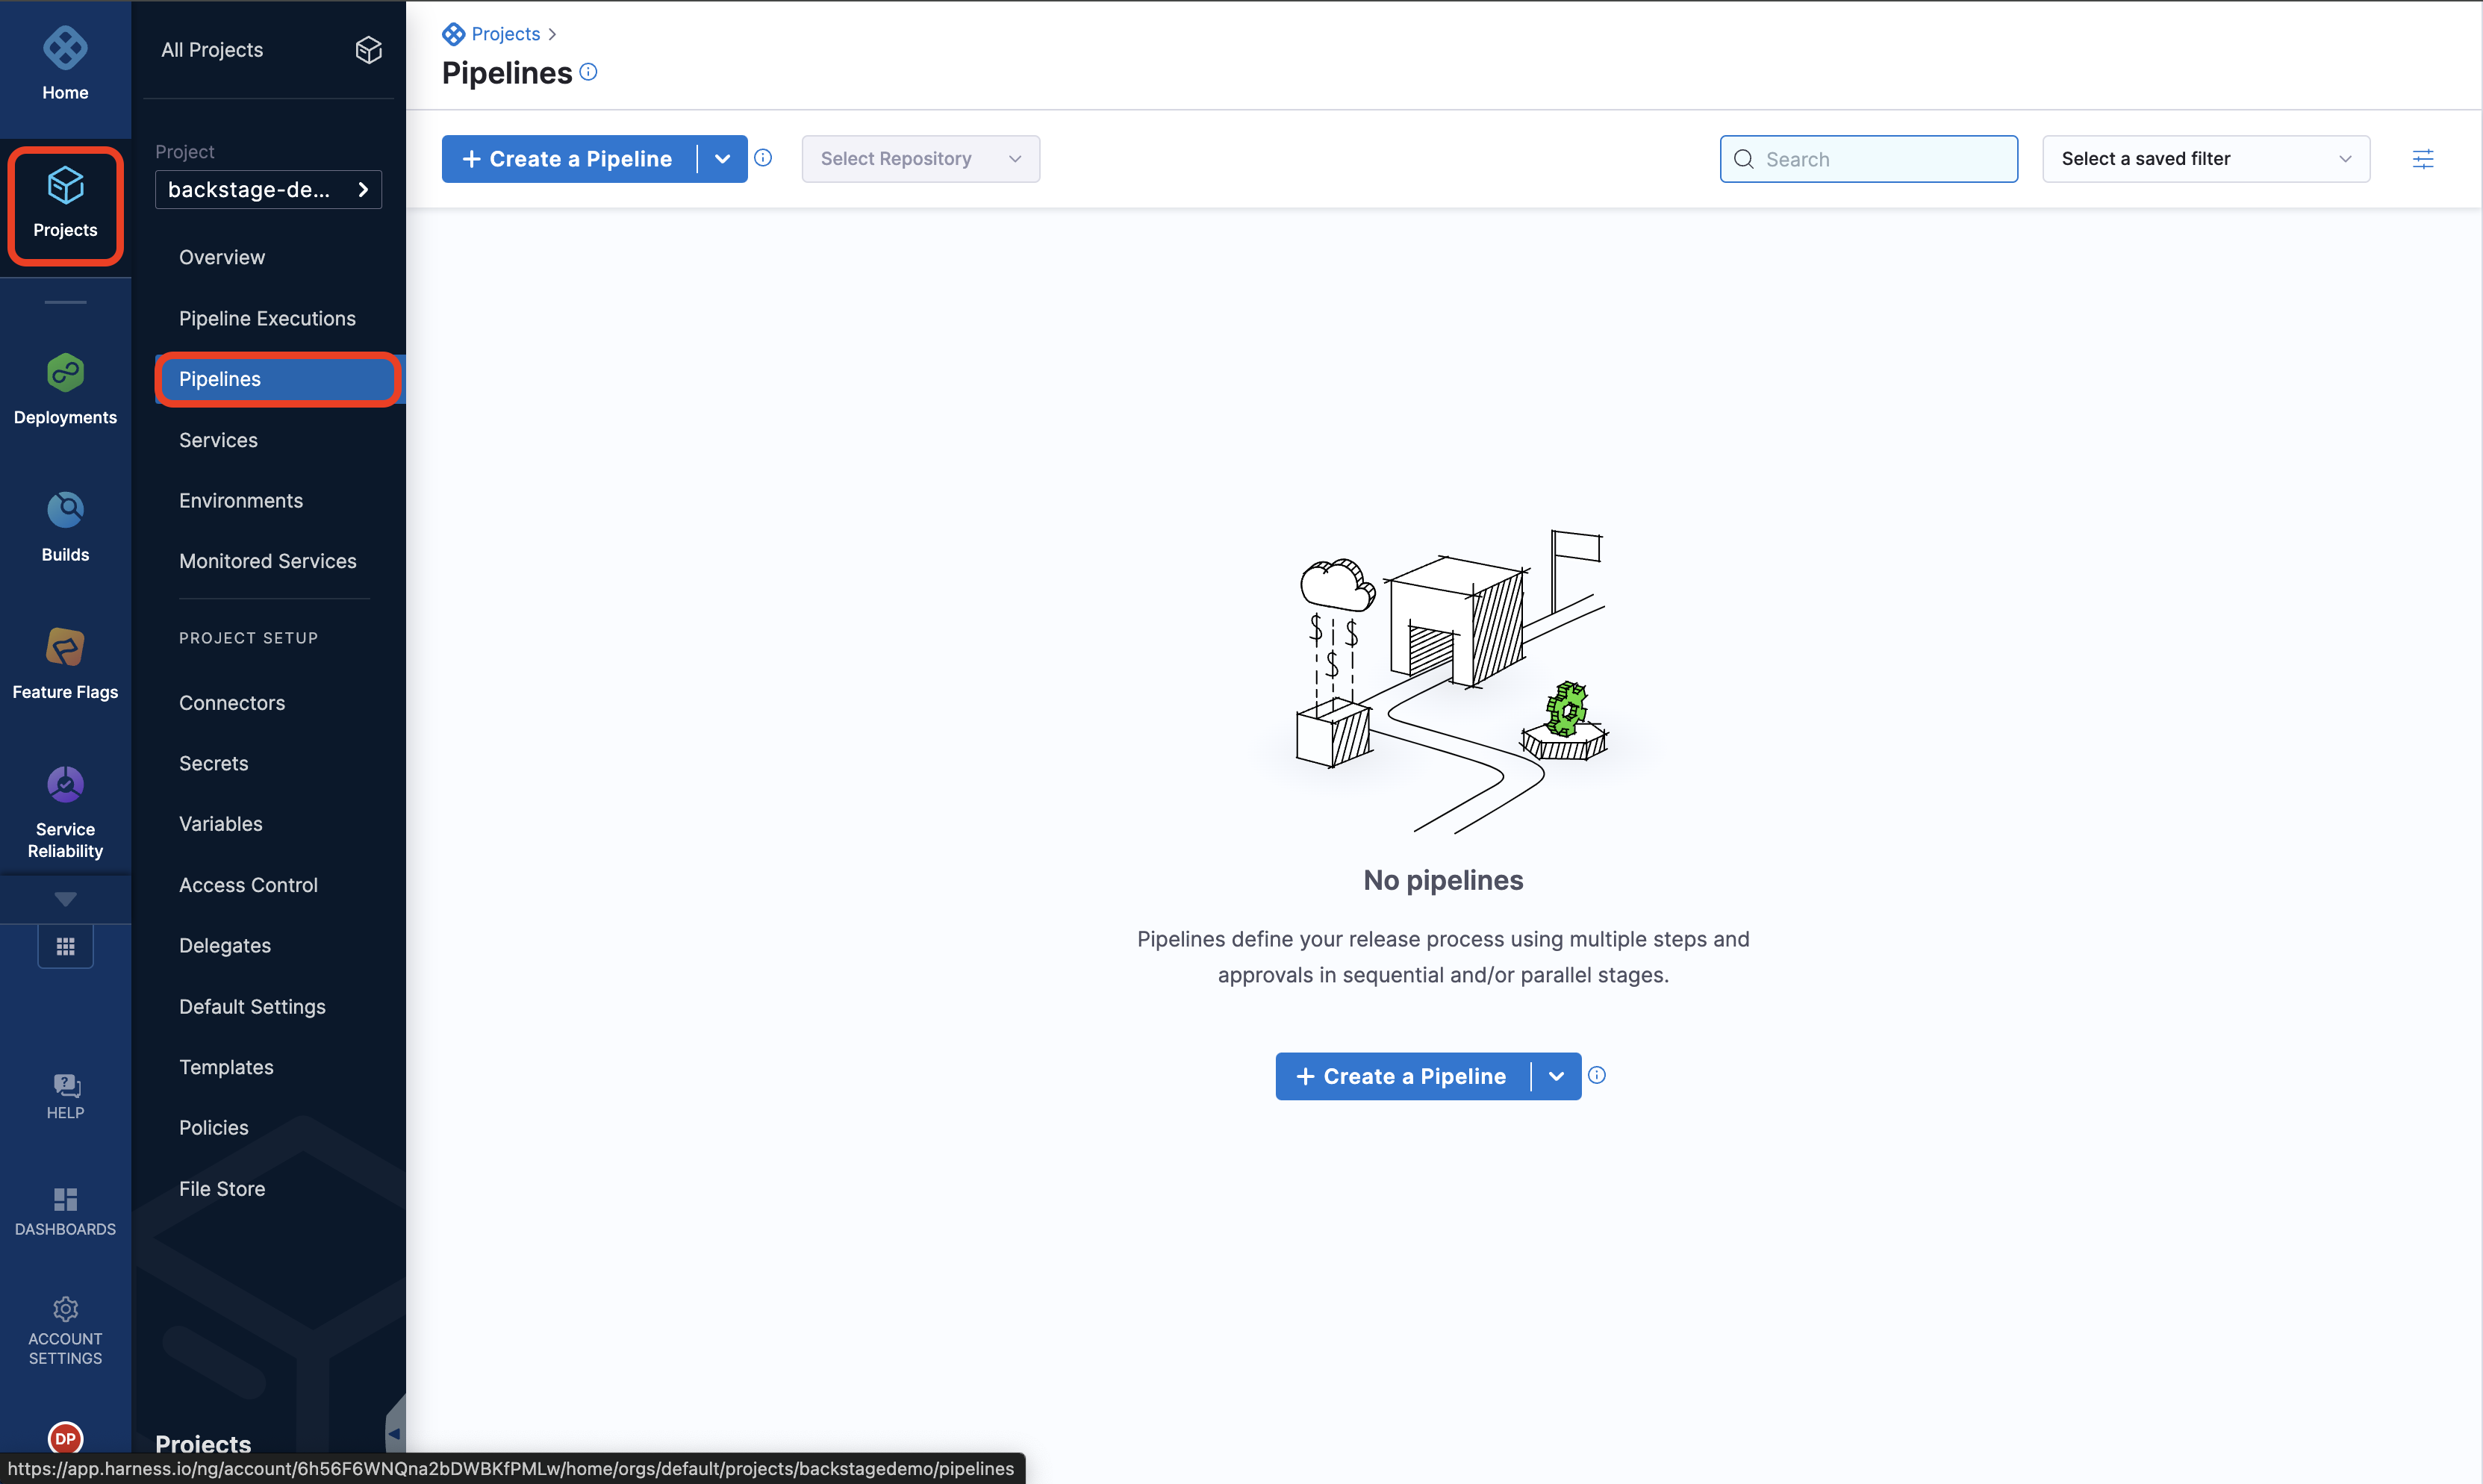 Home
Projects
Deployments
Builds
Feature Flags
Service
Reliability
HELP
DASHBOARDS
ACCOUNT
SETTINGS
DP
All Projects
Project
backstage-de...
Overview
Pipeline Executions
Pipelines
Services
Environments
Monitored Services
PROJECT SETUP
Connectors
Secrets
Variables
Access Control
Delegates
Default Settings
Templates
Policies
File Store
Projects
Projects >
Pipelines
+ Create a Pipeline
Select Repository
Search
Select a saved filter
$ $
$
No pipelines
Pipelines define your release process using multiple steps and
approvals in sequential and/or parallel stages.
+ Create a Pipeline
https://app.harness.io/ng/account/6h56F6WNQna2bDWBKfPMLw/home/orgs/default/projects/backstagedemo/pipelines